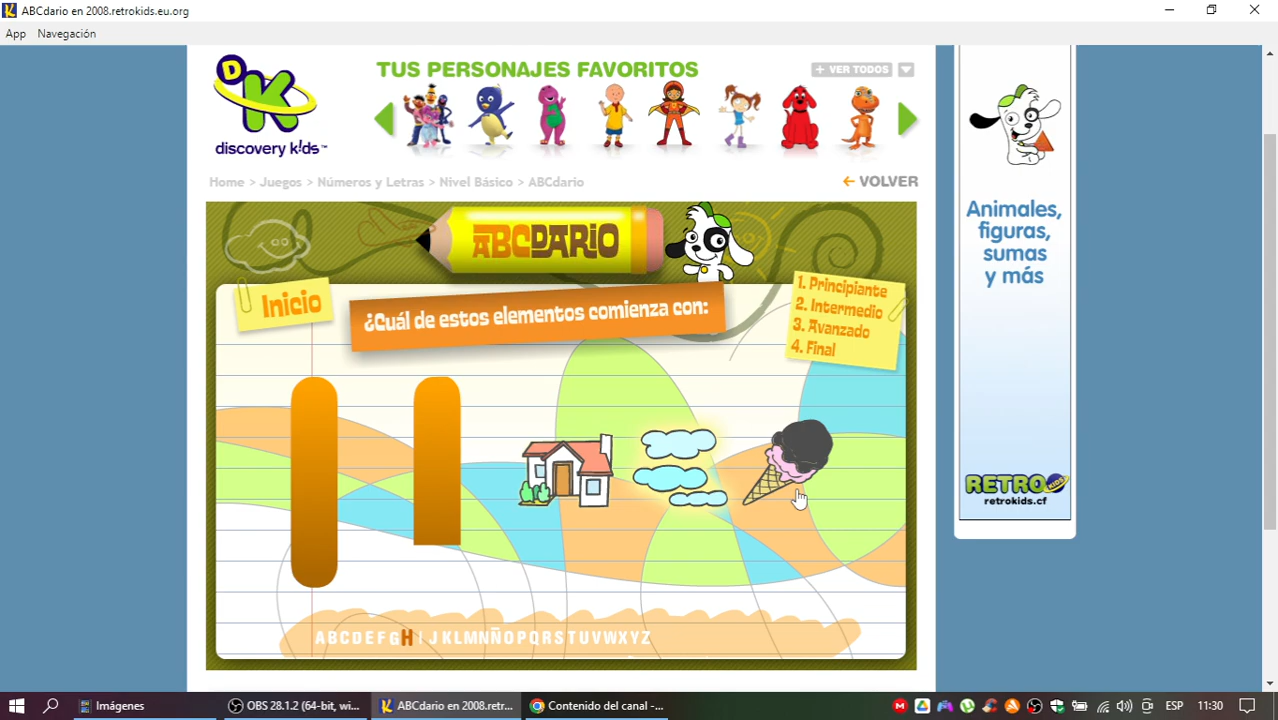 ABCdario en 2008.retrokids.eu.org
App Navegación
D
K
discovery k!ds™
TUS PERSONAJES FAVORITOS
+ VER TODOS
Home > Juegos > Números y Letras > Nivel Básico > ABCdario
← VOLVER
ABCDARIO
Inicio
¿Cuál de estos elementos comienza con:
1. Principiante
2. Intermedio
3. Avanzado
4. Final
A B C D E F G H I J K L M N Ñ O P Q R S T U V W X Y Z
Animales,
figuras,
sumas
y más
RETRO KIDS
retrokids.cf
Imágenes
OBS 28.1.2 (64-bit, wi...
ABCdario en 2008.retr...
Contenido del canal -...
ESP
11:30